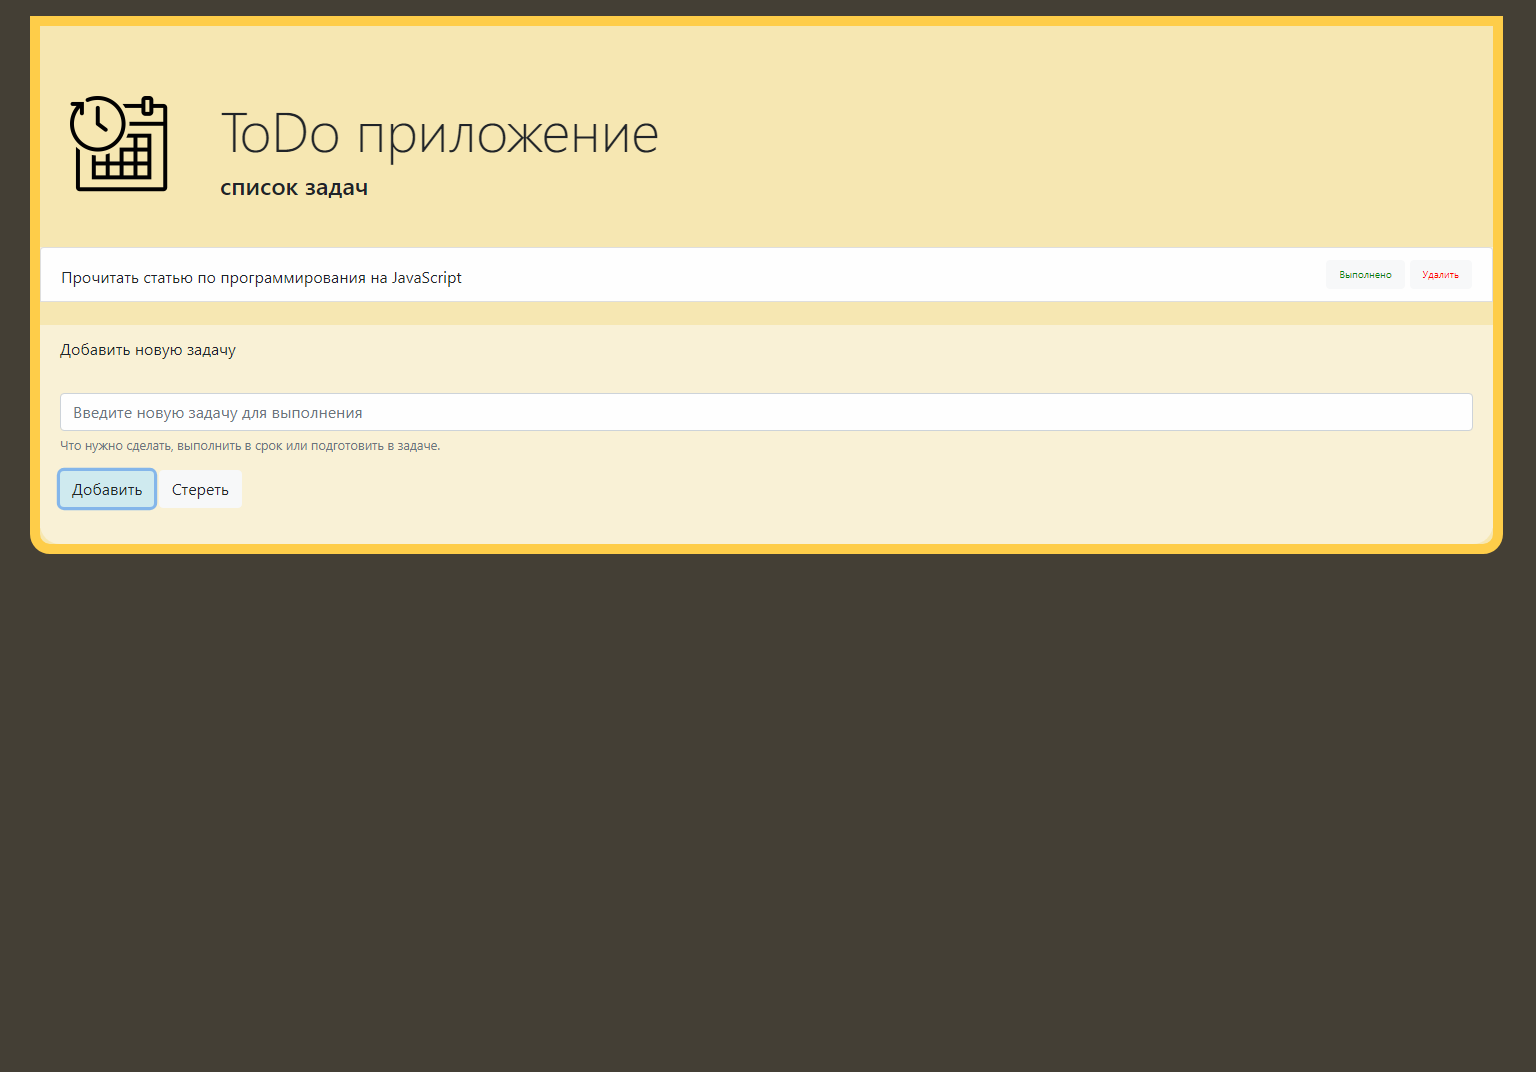 ToDo приложение
список задач
Прочитать статью по программирования на JavaScript
Выполнено Удалить
Добавить новую задачу
Введите новую задачу для выполнения
Что нужно сделать, выполнить в срок или подготовить в задаче.
Добавить Стереть